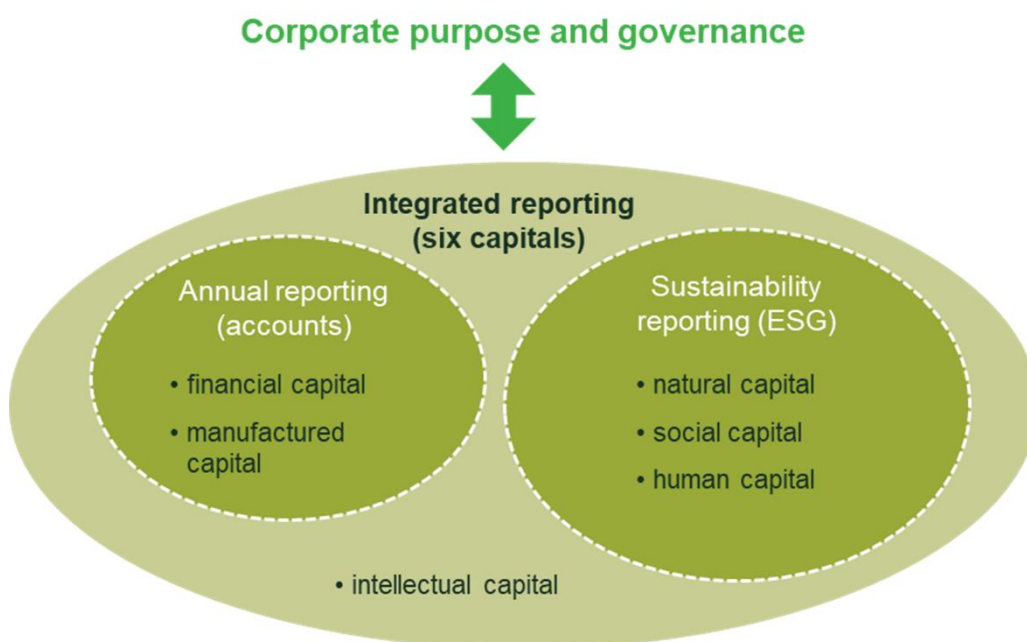 Corporate purpose and governance
Integrated reporting
(six capitals)
Annual reporting
(accounts)
• financial capital
• manufactured
capital
Sustainability
reporting (ESG)
• natural capital
• social capital
• human capital
• intellectual capital